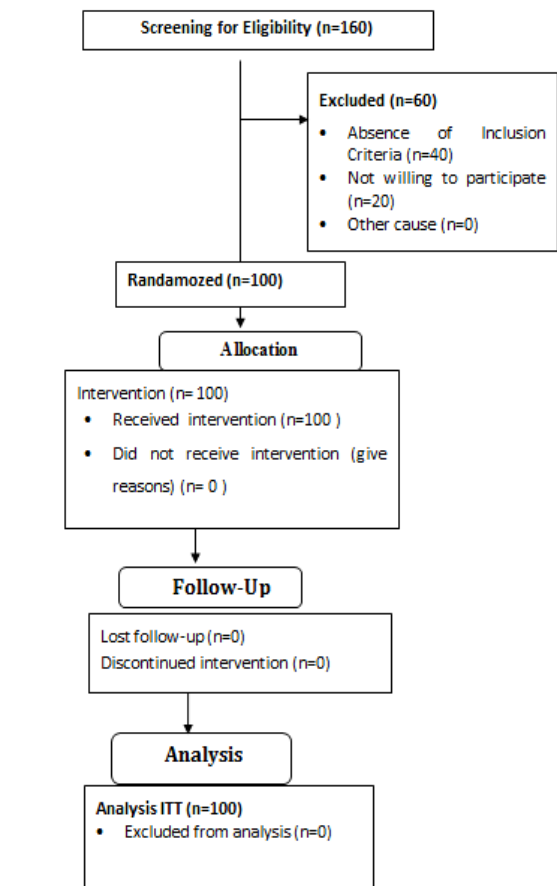 Screening for Eligibility (n=160)
Excluded (n=60)
• Absence of Inclusion
Criteria (n=40)
• Not willing to participate
(n=20)
• Other cause (n=0)
Randamozed (n=100)
Allocation
Intervention (n= 100)
• Received intervention (n=100 )
• Did not receive intervention (give
reasons) (n= 0 )
Follow-Up
Lost follow-up (n=0)
Discontinued intervention (n=0)
Analysis
Analysis ITT (n=100)
• Excluded from analysis (n=0)